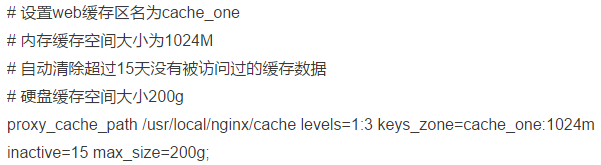 # 设置web缓存区名为cache_one
# 内存缓存空间大小为1024M
# 自动清除超过15天没有被访问过的缓存数据
# 硬盘缓存空间大小200g
proxy_cache_path /usr/local/nginx/cache levels=1:3 keys_zone=cache_one:1024m
inactive=15 max_size=200g;